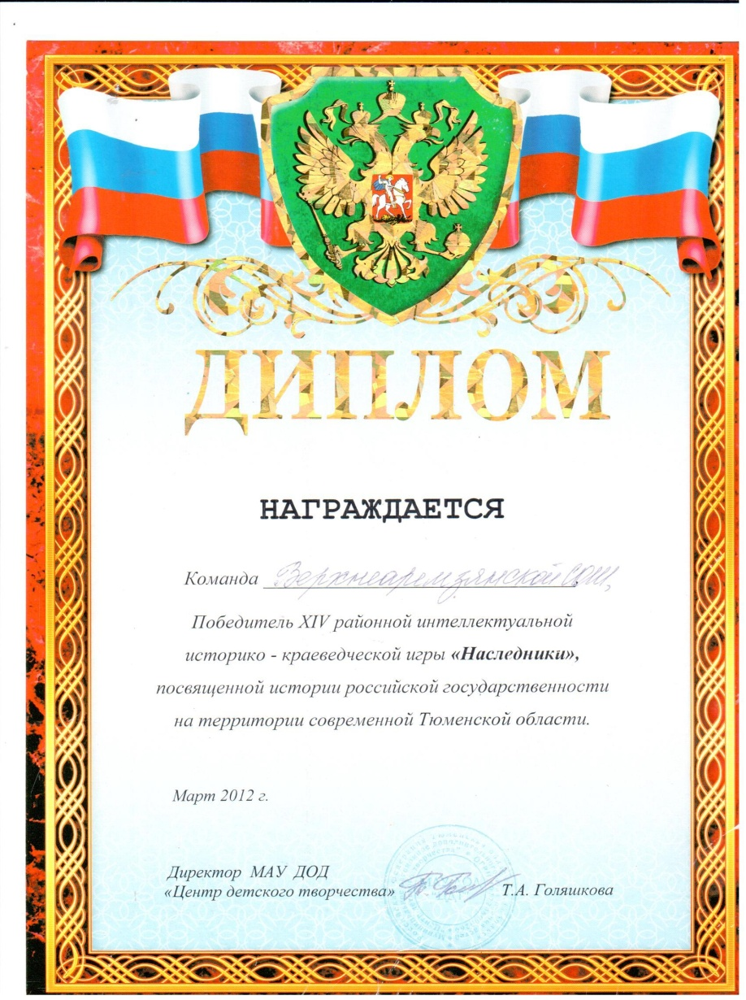 ДИПЛОМ
НАГРАЖДАЕТСЯ
Команда Верхнеаремзянской СОШ,
Победитель XIV районной интеллектуальной
историко - краеведческой игры «Наследники»,
посвященной истории российской государственности
на территории современной Тюменской области.
Март 2012 г.
Директор МАУ ДОД
«Центр детского творчества» Т.А. Голяшкова